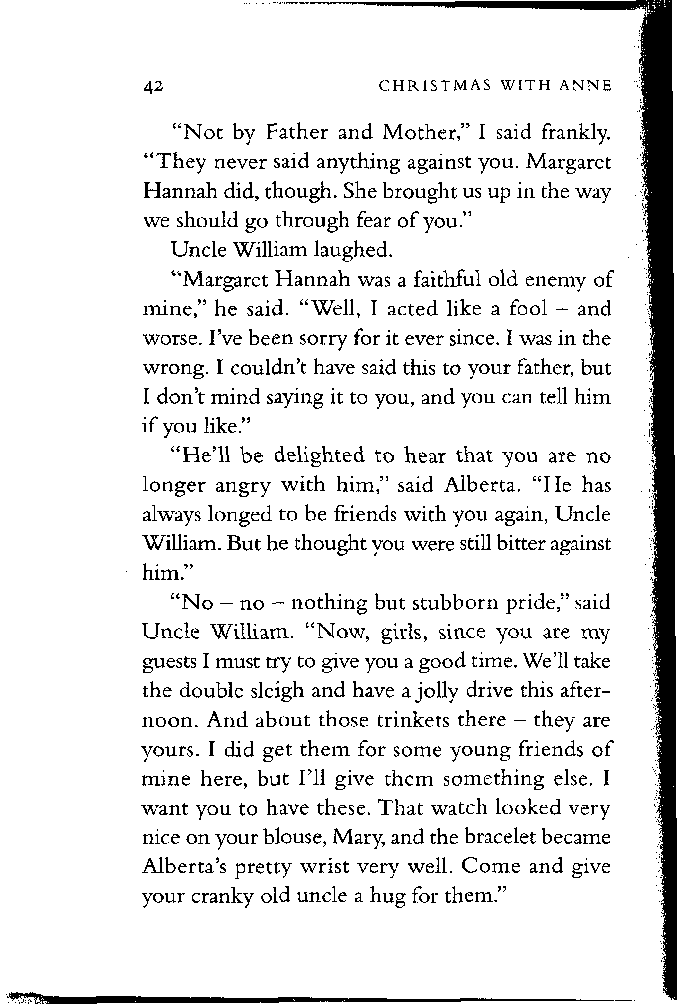 42 CHRISTMAS WITH ANNE
“Not by Father and Mother,” I said frankly.
“They never said anything against you. Margaret
Hannah did, though. She brought us up in the way
we should go through fear of you.”
Uncle William laughed.
“Margaret Hannah was a faithful old enemy of
mine,” he said. “Well, I acted like a fool – and
worse. I’ve been sorry for it ever since. I was in the
wrong. I couldn’t have said this to your father, but
I don’t mind saying it to you, and you can tell him
if you like.”
“He’ll be delighted to hear that you are no
longer angry with him,” said Alberta. “He has
always longed to be friends with you again, Uncle
William. But he thought you were still bitter against
him.”
“No – no – nothing but stubborn pride,” said
Uncle William. “Now, girls, since you are my
guests I must try to give you a good time. We’ll take
the double sleigh and have a jolly drive this after-
noon. And about those trinkets there – they are
yours. I did get them for some young friends of
mine here, but I’ll give them something else. I
want you to have these. That watch looked very
nice on your blouse, Mary, and the bracelet became
Alberta’s pretty wrist very well. Come and give
your cranky old uncle a hug for them.”